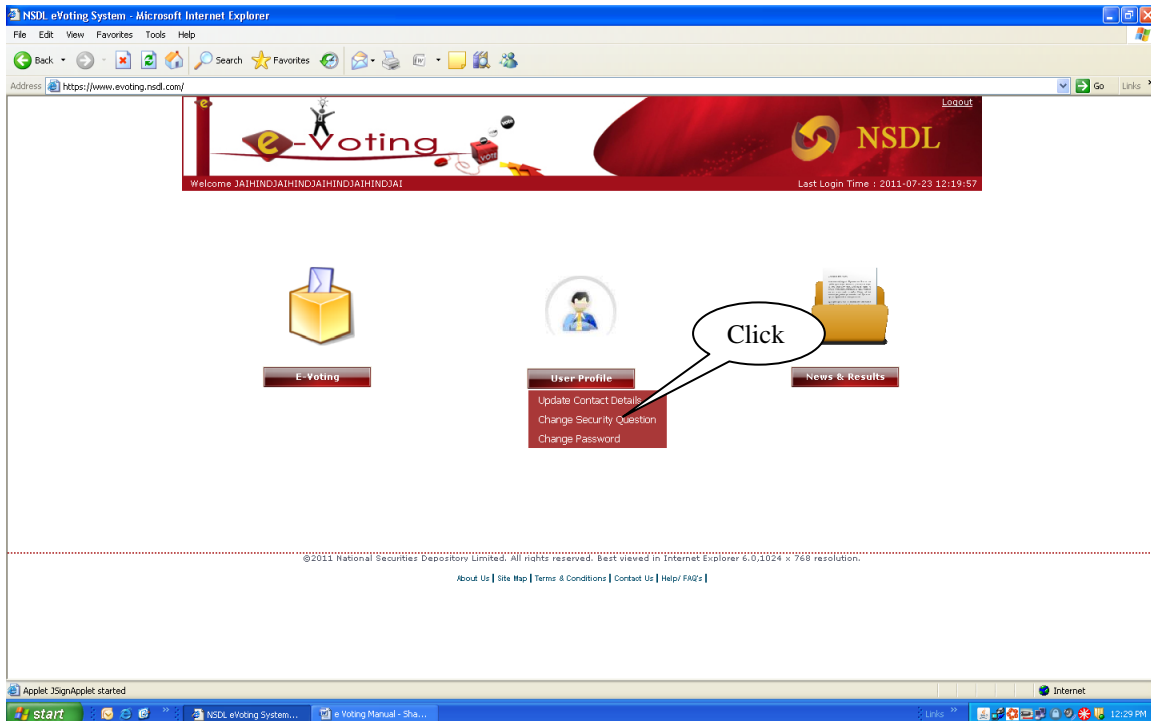 NSDL eVoting System - Microsoft Internet Explorer
File Edit View Favorites Tools Help
Back Search Favorites
Address https://www.evoting.nsdl.com/ Go Links »
Logout
e-Voting
VOTE
NSDL
Welcome JAIHINDJAIHINDJAIHINDJAIHINDJAI Last Login Time : 2011-07-23 12:19:57
Click
E-Voting User Profile News & Results
Update Contact Details
Change Security Question
Change Password
©2011 National Securities Depository Limited. All rights reserved. Best viewed in Internet Explorer 6.0,1024 x 768 resolution.
About Us | Site Map | Terms & Conditions | Contact Us | Help/ FAQ's |
Applet JSignApplet started Internet
start » NSDL eVoting System... e Voting Manual - Sha... Links » 12:29 PM